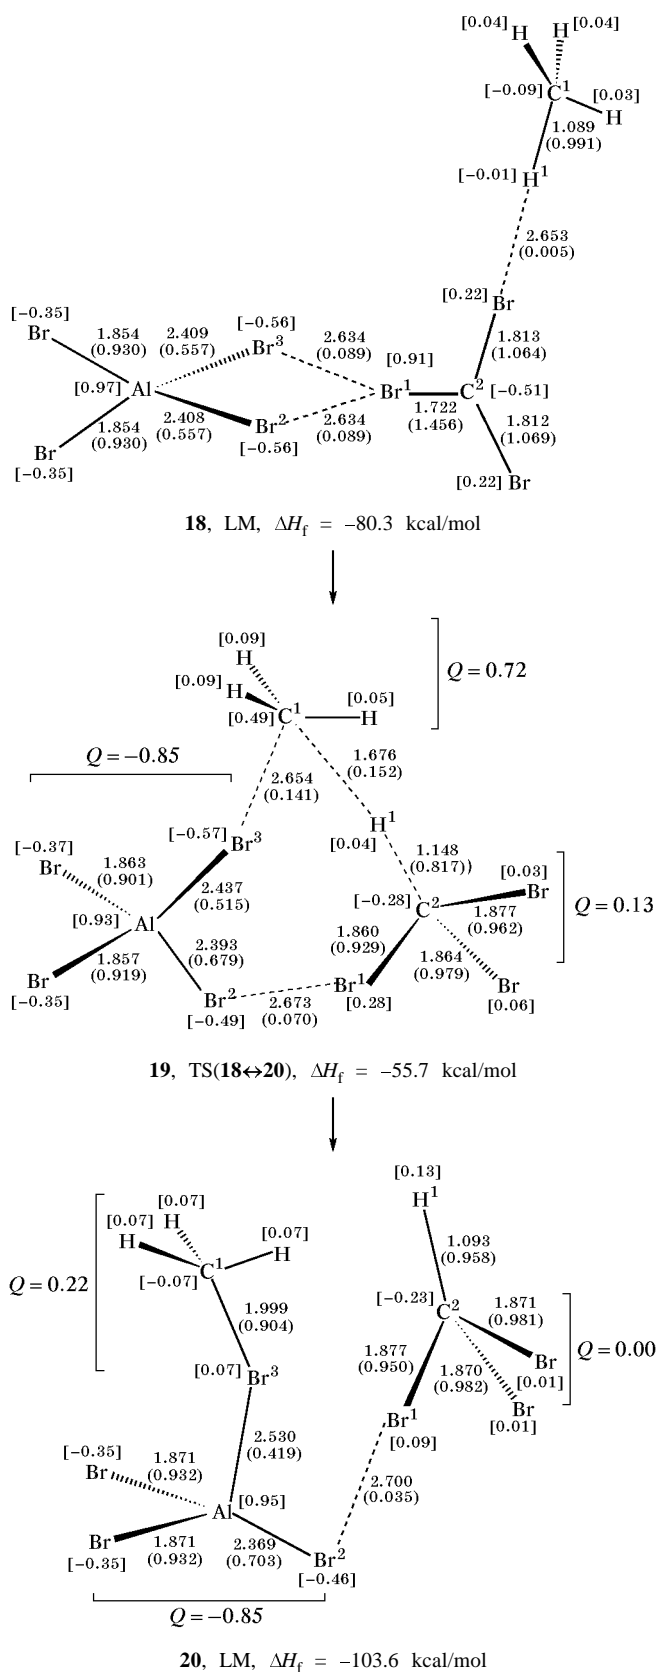 [0.04] H H [0.04]
[−0.09] C¹ [0.03]
H
1.089
(0.991)
[−0.01] H¹
2.653
(0.005)
[0.22] Br
[−0.35] Br
1.854
(0.930)
2.409
(0.557)
[−0.56]
Br³
2.634
(0.089)
[0.91]
1.813
(1.064)
[0.97] Al
Br¹
C² [−0.51]
1.722
(1.456)
1.854
(0.930)
2.408
(0.557)
Br²
[−0.56]
2.634
(0.089)
1.812
(1.069)
Br
[−0.35]
[0.22] Br
18, LM, ΔHf = −80.3 kcal/mol
[0.09]
H
[0.09]
H
[0.49] C¹
[0.05]
H
Q = 0.72
Q = −0.85
2.654
(0.141)
1.676
(0.152)
[−0.57] Br³
H¹
[0.04]
[−0.37]
Br
1.863
(0.901)
2.437
(0.515)
1.148
(0.817))
[0.03]
Br
[−0.28] C²
1.877
(0.962)
Q = 0.13
[0.93] Al
1.857
(0.919)
2.393
(0.679)
1.860
(0.929)
1.864
(0.979)
Br
[−0.35]
Br²
[−0.49]
2.673
(0.070)
Br¹
[0.28]
Br
[0.06]
19, TS(18↔20), ΔHf = −55.7 kcal/mol
[0.07]
H
[0.07]
H
[0.07]
H
[−0.07] C¹
[0.13]
H¹
Q = 0.22
1.999
(0.904)
1.093
(0.958)
[−0.23] C²
1.871
(0.981)
Q = 0.00
[0.07] Br³
1.877
(0.950)
1.870
(0.982)
Br
[0.01]
Br
[0.01]
Br¹
[0.09]
2.530
(0.419)
[−0.35]
Br
1.871
(0.932)
2.700
(0.035)
Al [0.95]
Br
[−0.35]
1.871
(0.932)
2.369
(0.703)
Br²
[−0.46]
Q = −0.85
20, LM, ΔHf = −103.6 kcal/mol